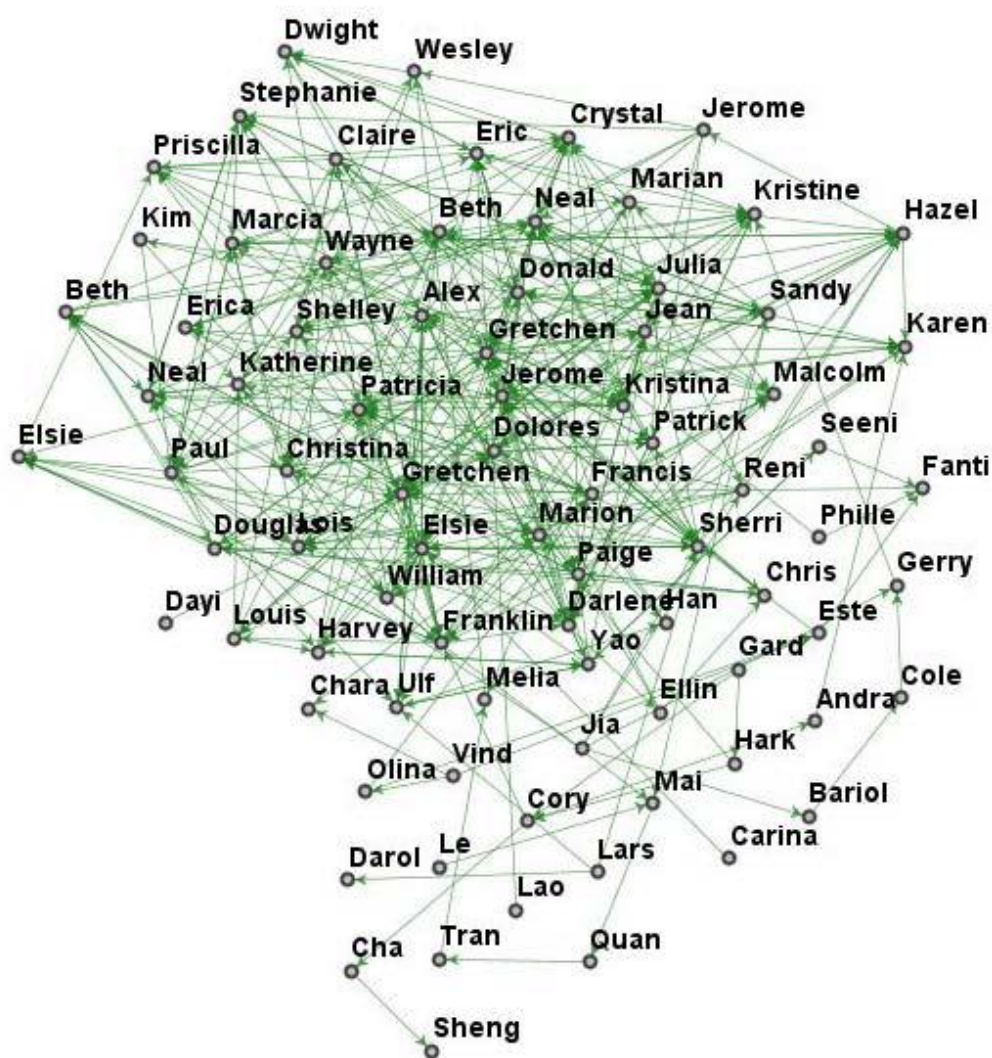 Dwight
Wesley
Stephanie
Crystal
Jerome
Priscilla
Claire
Eric
Kim
Marcia
Beth
Neal
Marian
Kristine
Hazel
Wayne
Beth
Erica
Shelley
Alex
Donald
Julia
Sandy
Karen
Gretchen
Jean
Neal
Katherine
Patricia
Jerome
Kristina
Malcolm
Elsie
Paul
Christina
Dolores
Patrick
Seeni
Gretchen
Francis
Reni
Fanti
Douglas
Lois
Elsie
Marion
Sherri
Phille
Paige
Dayi
William
Chris
Gerry
Louis
Harvey
Franklin
Darlene
Han
Este
Yao
Gard
Chara
Ulf
Melia
Ellin
Andra
Cole
Olina
Vind
Jia
Hark
Cory
Mai
Bariol
Darol
Le
Lars
Carina
Lao
Cha
Tran
Quan
Sheng